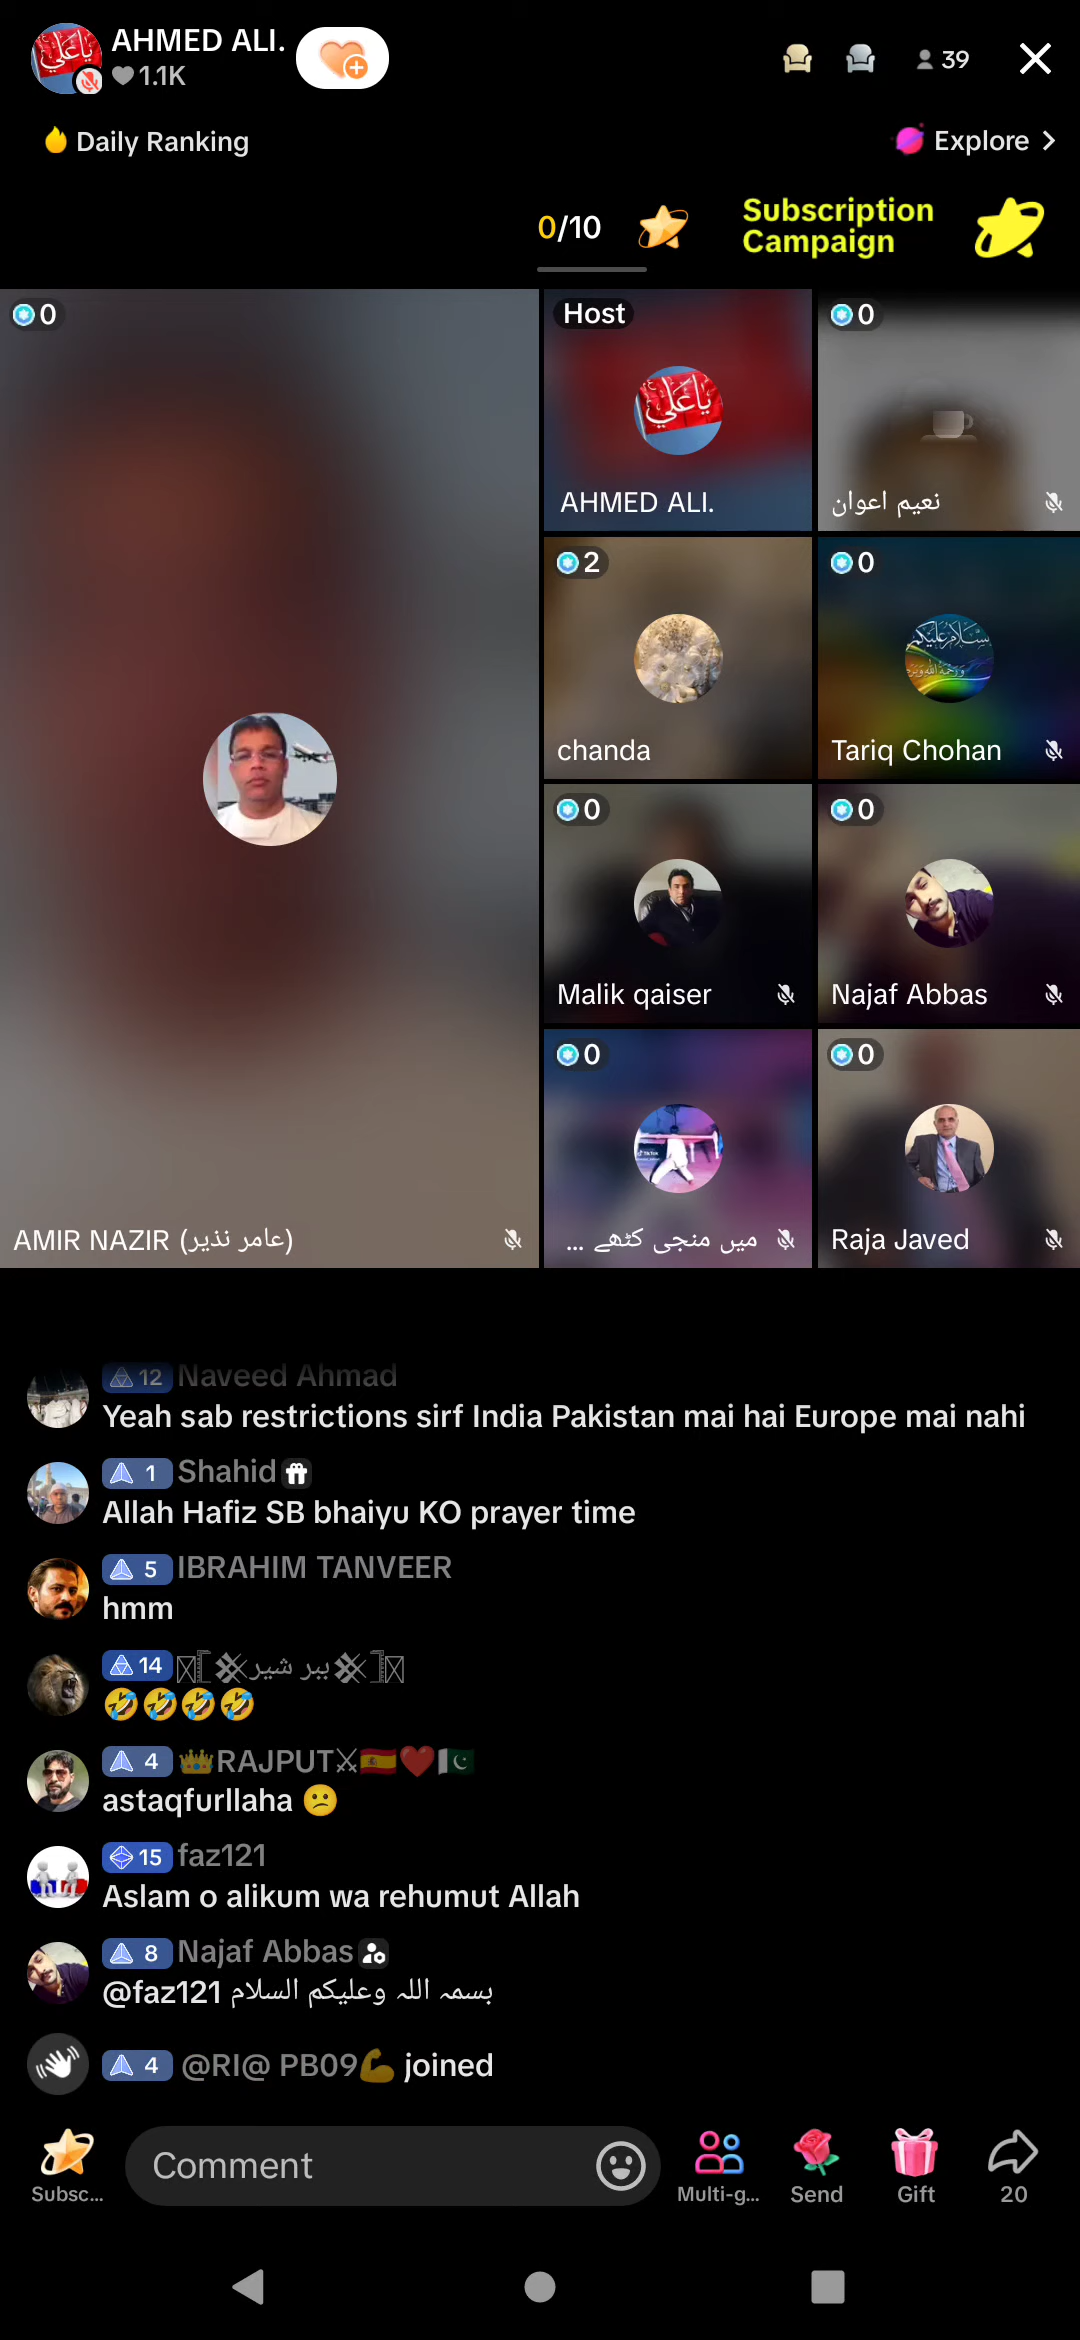 AHMED ALI.
1.1K
39
Daily Ranking
Explore
0/10
Subscription
Campaign
0
Host
0
ياعلي
AHMED ALI.
نعیم اعوان
2
0
chanda
Tariq Chohan
0
0
Malik qaiser
Najaf Abbas
0
0
TikTok
AMIR NAZIR (عامر نذیر)
میں منجی کٹھے ...
Raja Javed
12 Naveed Ahmad
Yeah sab restrictions sirf India Pakistan mai hai Europe mai nahi
1 Shahid
Allah Hafiz SB bhaiyu KO prayer time
5 IBRAHIM TANVEER
hmm
14 ببر شیر
🤣🤣🤣🤣
4 👑RAJPUT⚔🇪🇸❤️🇵🇰
astaqfurllaha 😕
15 faz121
Aslam o alikum wa rehumut Allah
8 Najaf Abbas
@faz121 بسمہ اللہ وعلیکم السلام
4 @RI@ PB09💪 joined
Comment
Subsc...
Multi-g...
Send
Gift
20